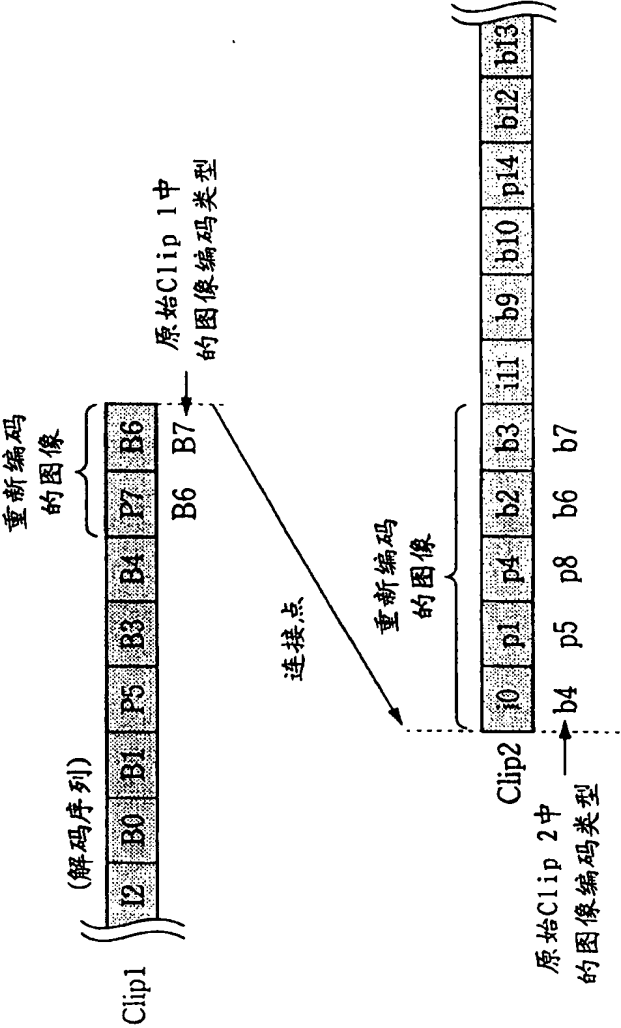 (解码序列)
重新编码
的图像
Clip1
I2 B0 B1 P5 B3 B4 P7 B6
B6 B7
原始Clip 1中
的图像编码类型
连接点
重新编码
的图像
Clip2
i0 p1 p4 b2 b3 i11 b9 b10 p14 b12 b13
b4 p5 p8 b6 b7
原始Clip 2中
的图像编码类型